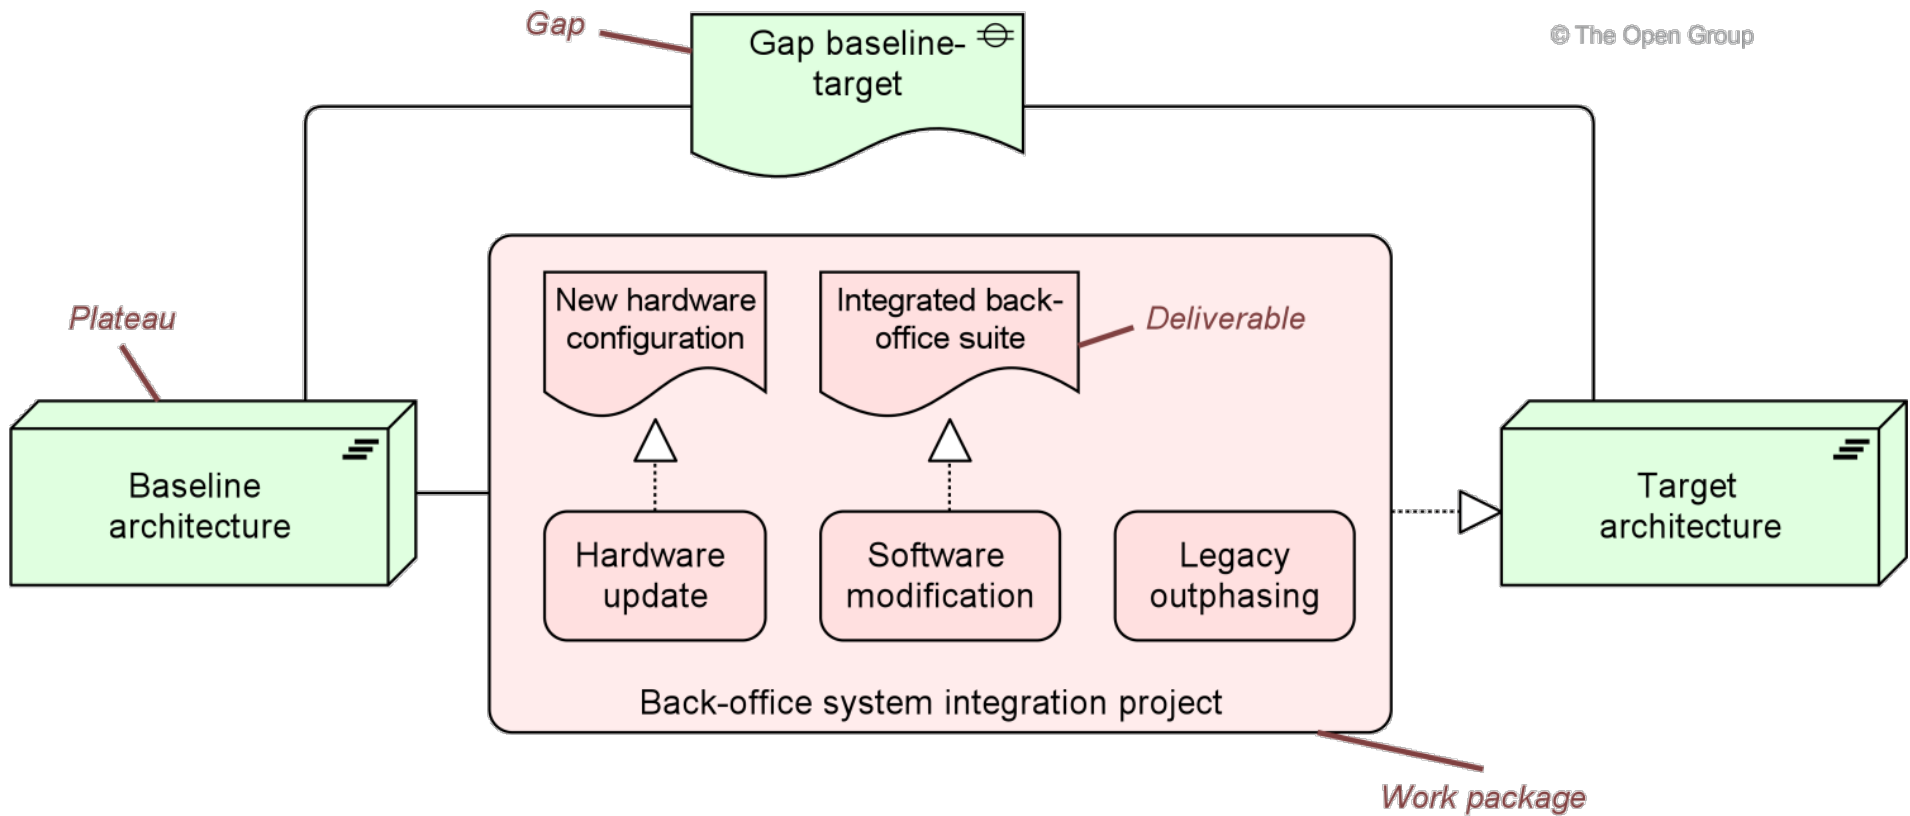 Gap
Gap baseline-
target
© The Open Group
Plateau
New hardware
configuration
Integrated back-
office suite
Deliverable
Baseline
architecture
Target
architecture
Hardware
update
Software
modification
Legacy
outphasing
Back-office system integration project
Work package